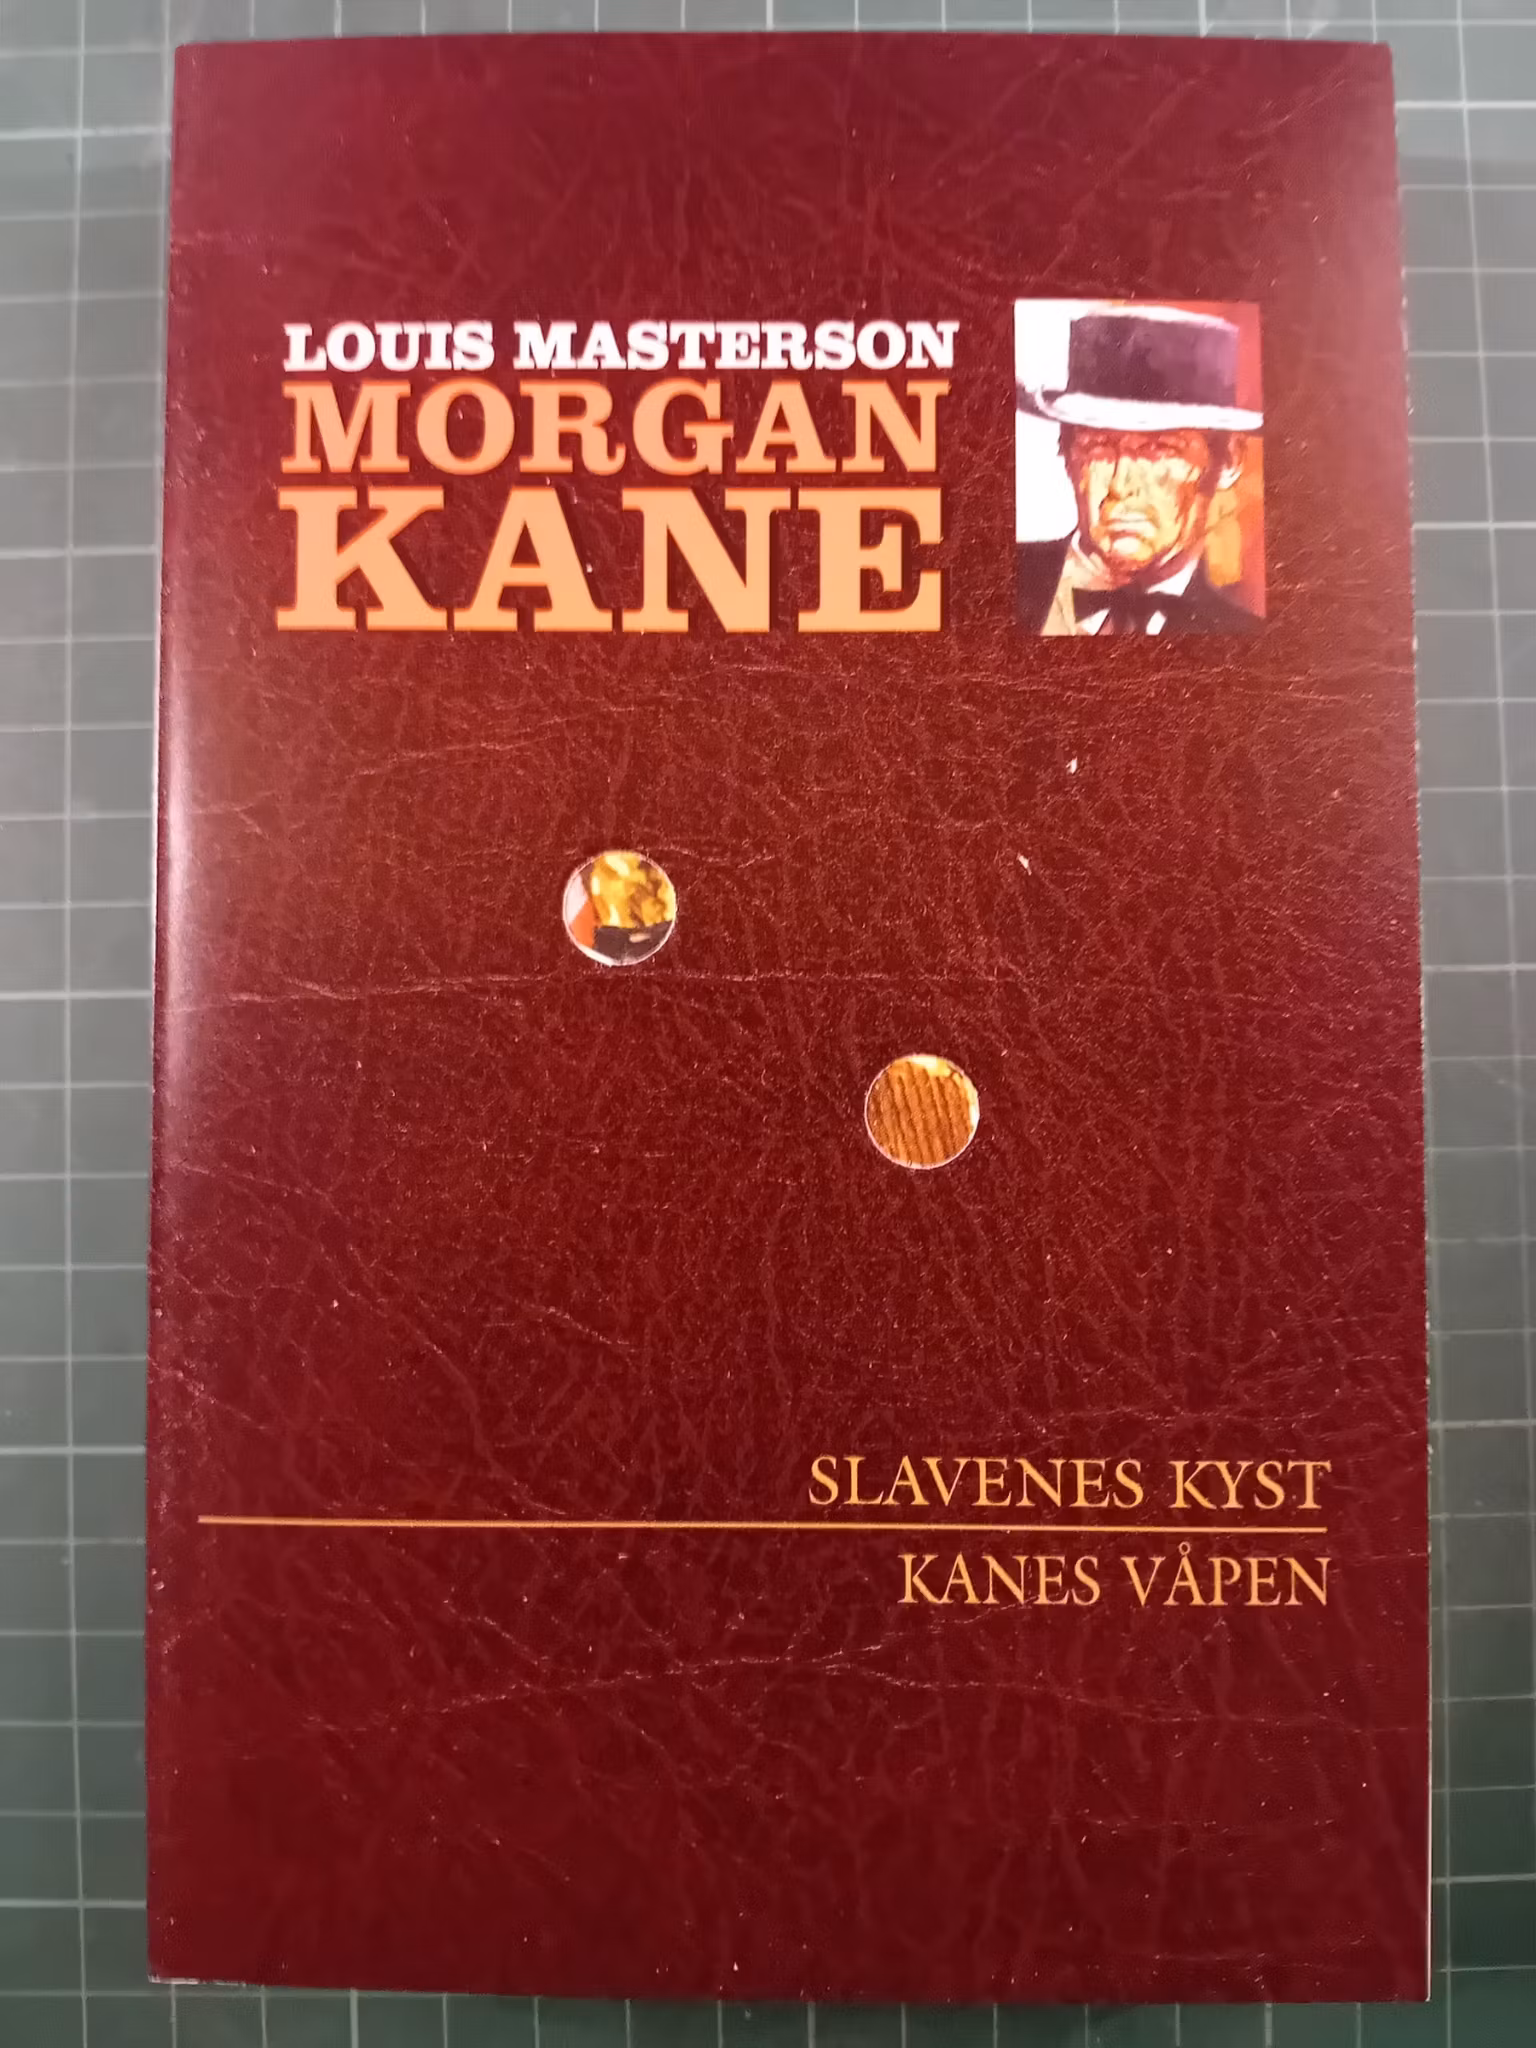 LOUIS MASTERSON
MORGAN
KANE
SLAVENES KYST
KANES VÅPEN